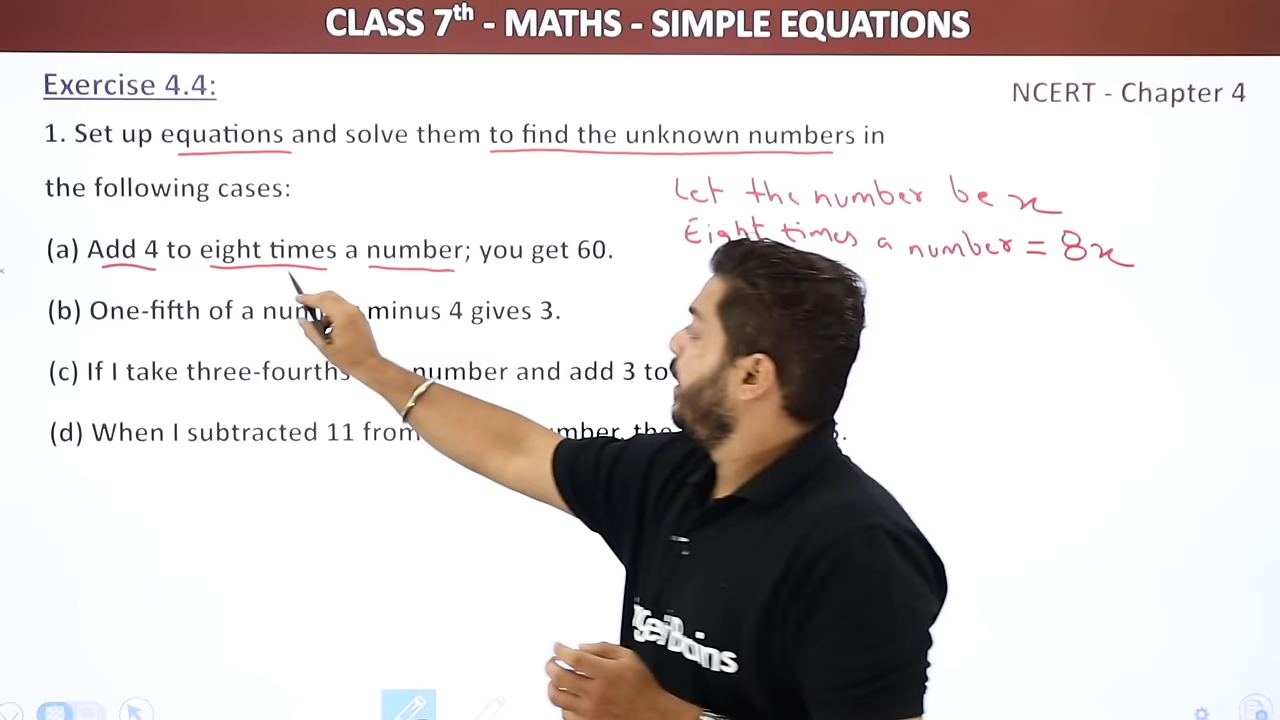 CLASS 7th - MATHS - SIMPLE EQUATIONS
Exercise 4.4:
NCERT - Chapter 4
1. Set up equations and solve them to find the unknown numbers in
the following cases:
Let the number be x
(a) Add 4 to eight times a number; you get 60.
Eight times a number = 8x
(b) One-fifth of a minus 4 gives 3.
(c) If I take three-fourths number and add 3 to
(d) When I subtracted 11 from